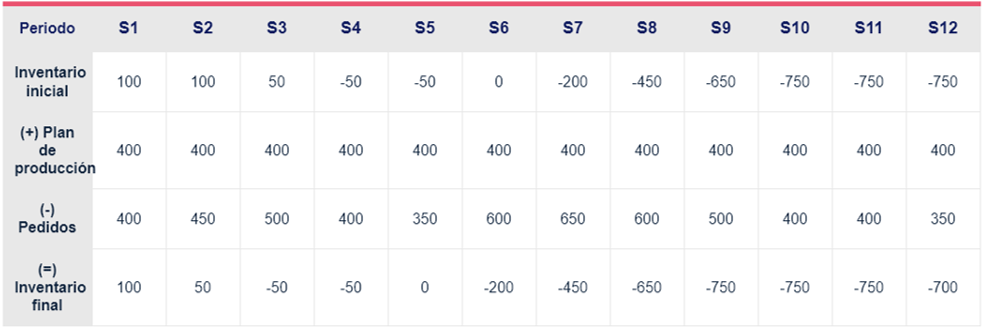 Periodo S1 S2 S3 S4 S5 S6 S7 S8 S9 S10 S11 S12
Inventario
inicial 100 100 50 -50 -50 0 -200 -450 -650 -750 -750 -750
(+) Plan
de
producción 400 400 400 400 400 400 400 400 400 400 400 400
(-)
Pedidos 400 450 500 400 350 600 650 600 500 400 400 350
(=)
Inventario
final 100 50 -50 -50 0 -200 -450 -650 -750 -750 -750 -700